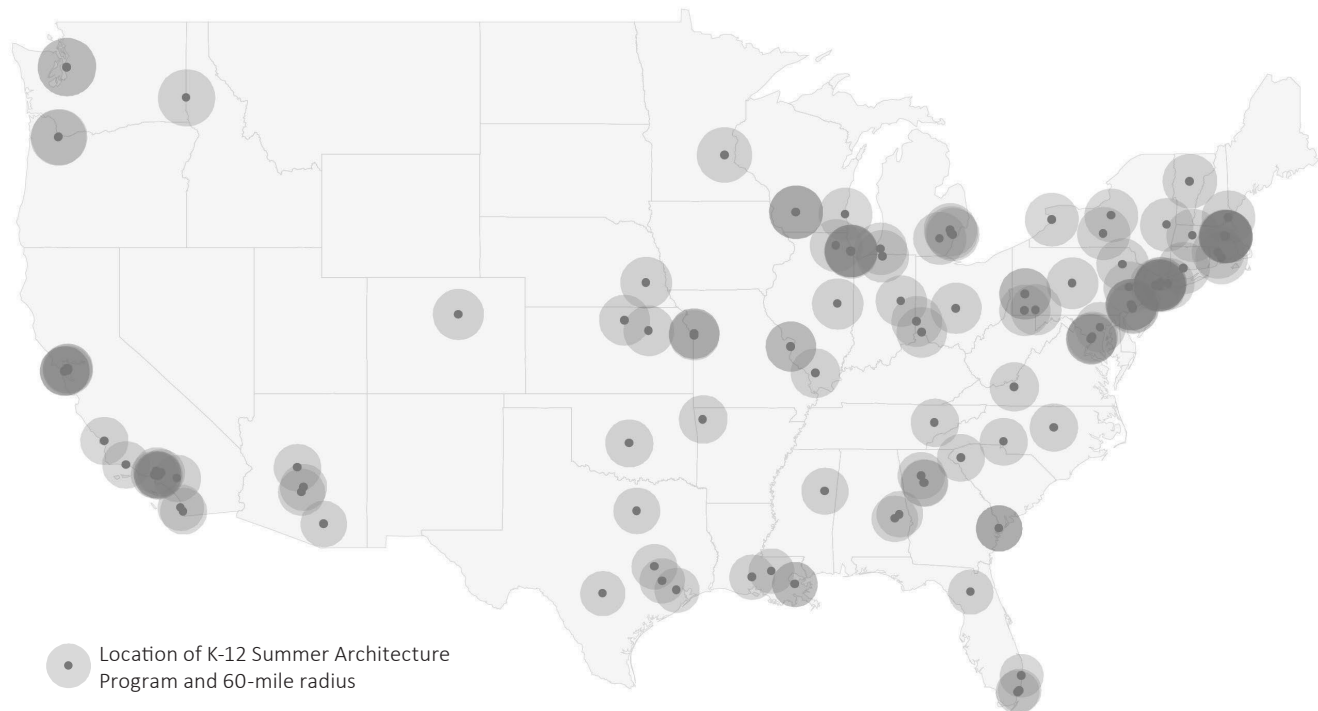 Location of K-12 Summer Architecture
Program and 60-mile radius